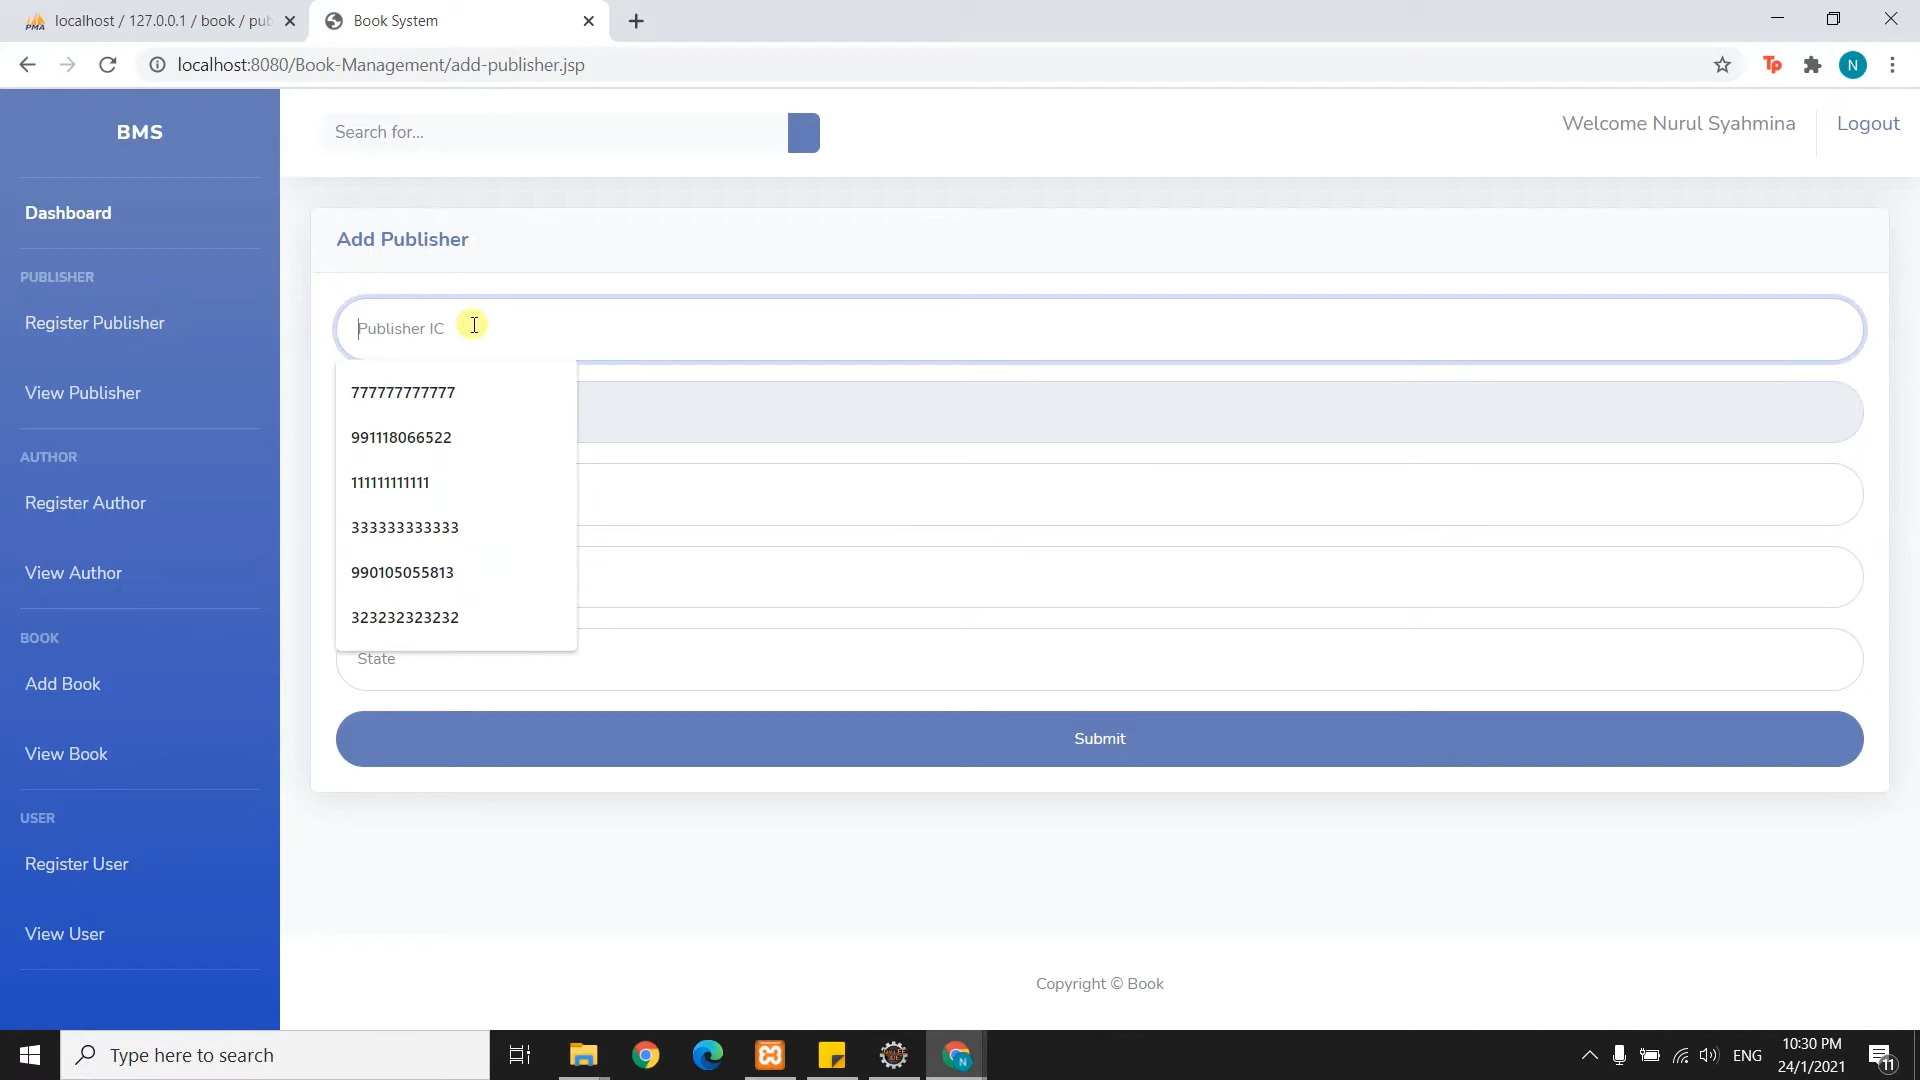 localhost / 127.0.0.1 / book / pub
Book System
localhost:8080/Book-Management/add-publisher.jsp
Tp
N
BMS
Search for...
Welcome Nurul Syahmina
Logout
Dashboard
PUBLISHER
Register Publisher
View Publisher
AUTHOR
Register Author
View Author
BOOK
Add Book
View Book
USER
Register User
View User
Add Publisher
Publisher IC
777777777777
991118066522
111111111111
333333333333
990105055813
323232323232
State
Submit
Copyright © Book
Type here to search
ENG
10:30 PM
24/1/2021
11